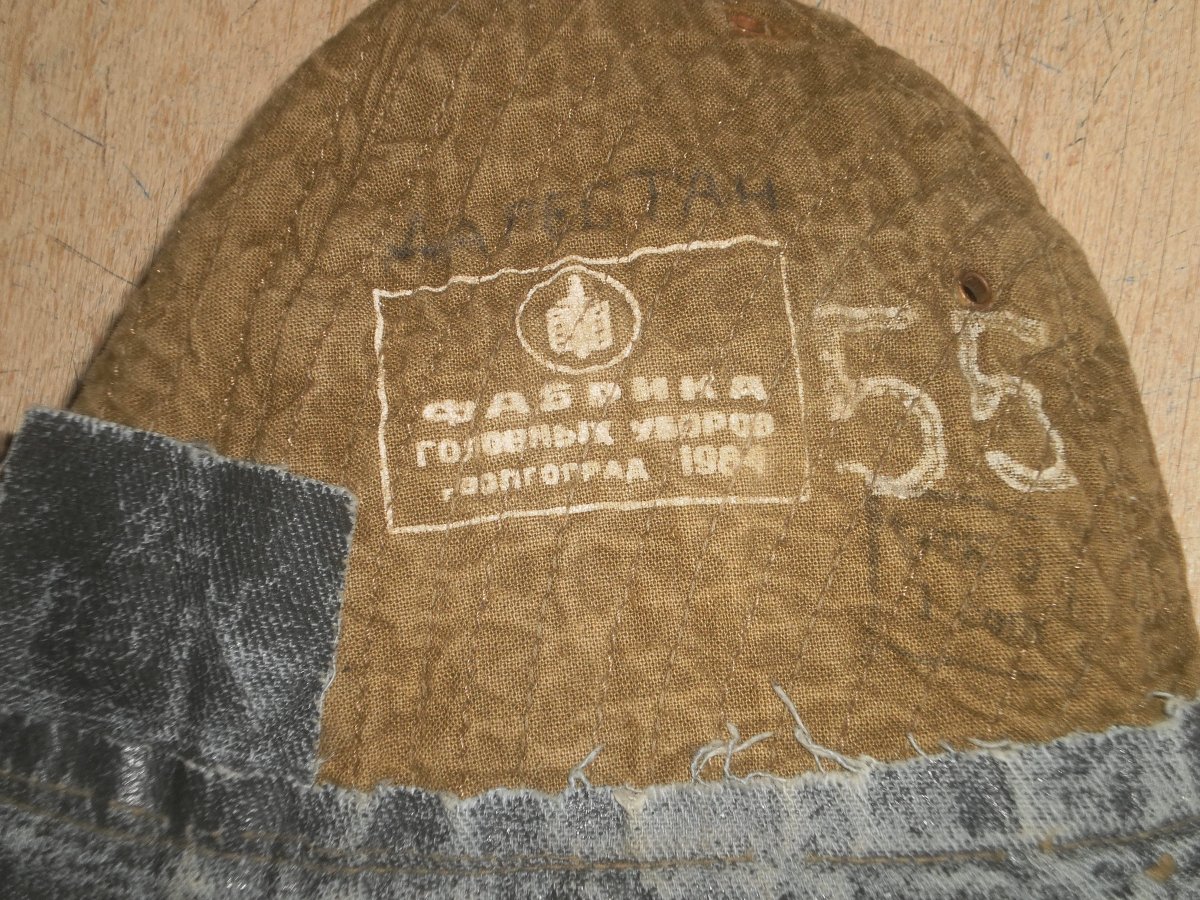 ДАГЕСТАН
ФАБРИКА
ГОЛОВНЫХ УБОРОВ
г.ВОЛГОГРАД 1984
55